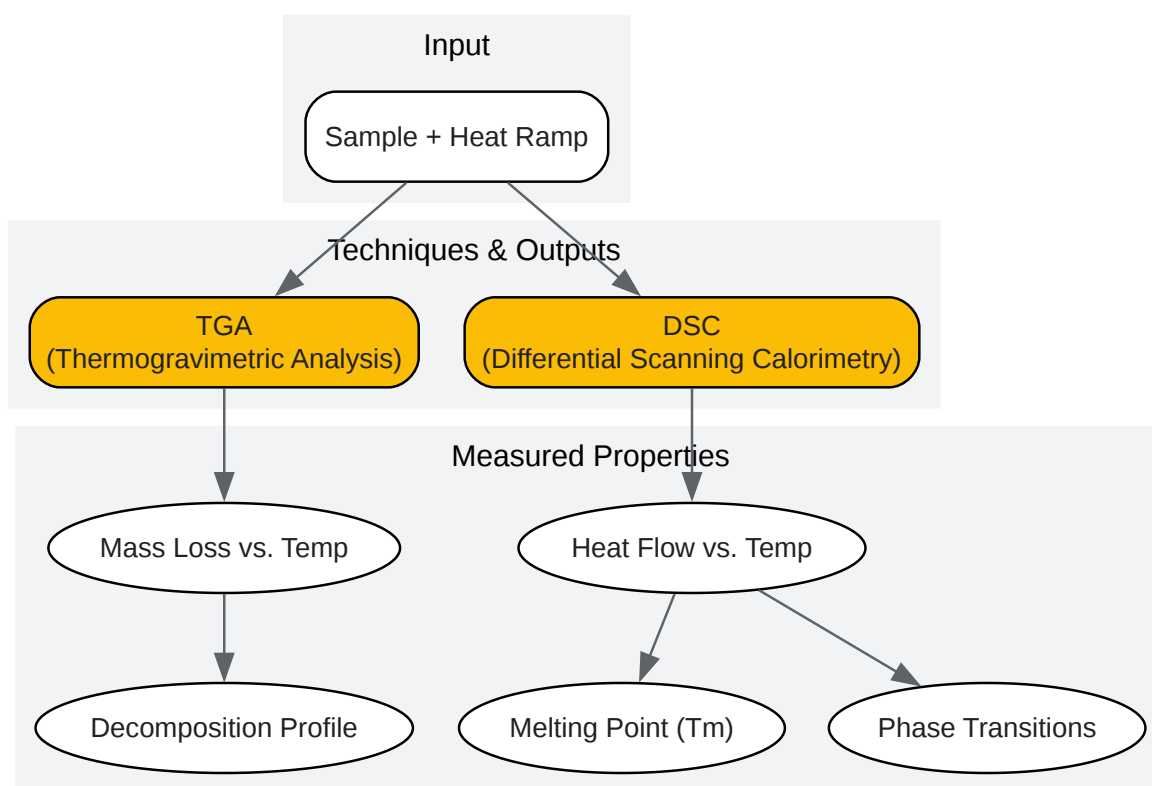 Input
Sample + Heat Ramp
Techniques & Outputs
TGA
(Thermogravimetric Analysis)
DSC
(Differential Scanning Calorimetry)
Measured Properties
Mass Loss vs. Temp
Heat Flow vs. Temp
Decomposition Profile
Melting Point (Tm)
Phase Transitions